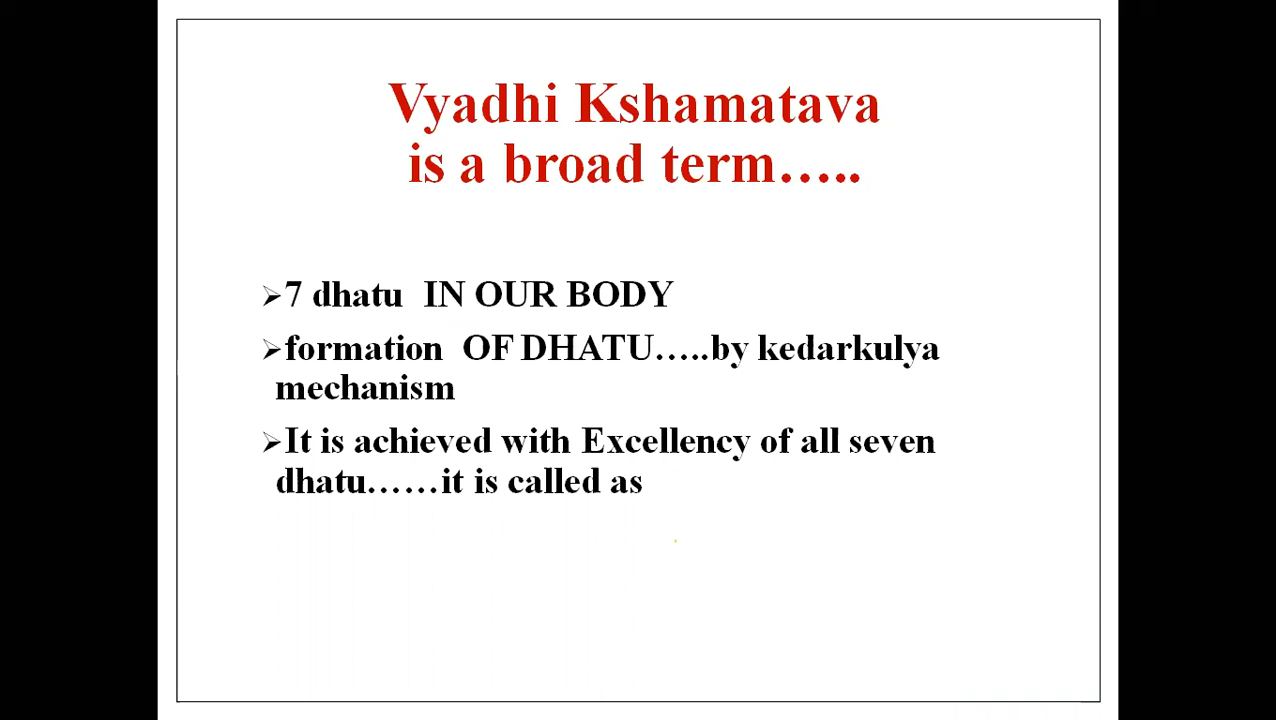 Vyadhi Kshamatava
is a broad term…..
➢7 dhatu IN OUR BODY
➢formation OF DHATU…..by kedarkulya
mechanism
➢It is achieved with Excellency of all seven
dhatu……it is called as